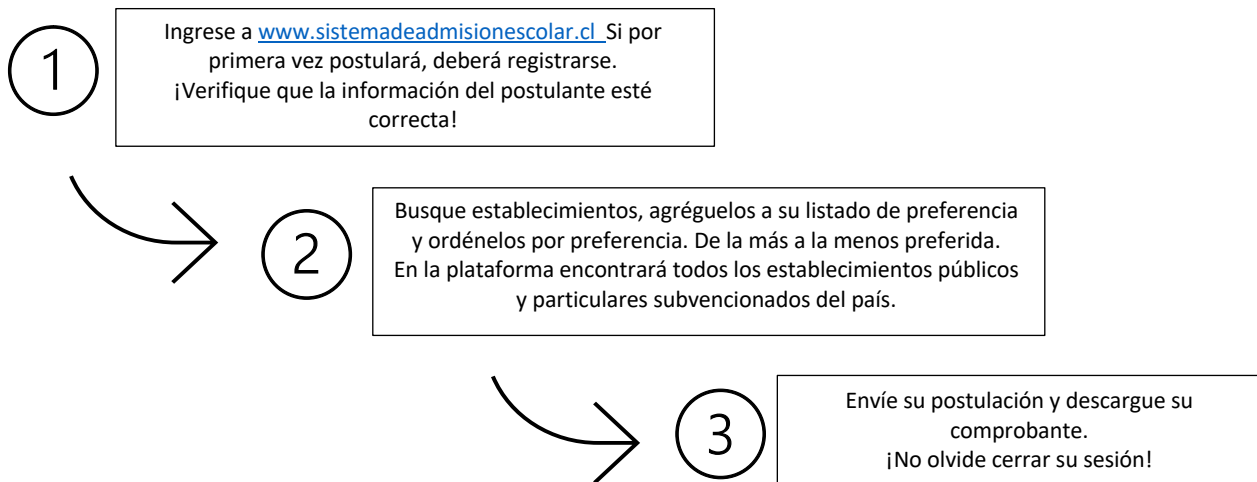 1
Ingrese a www.sistemadeadmisionescolar.cl Si por
primera vez postulará, deberá registrarse.
¡Verifique que la información del postulante esté
correcta!
2
Busque establecimientos, agréguelos a su listado de preferencia
y ordénelos por preferencia. De la más a la menos preferida.
En la plataforma encontrará todos los establecimientos públicos
y particulares subvencionados del país.
3
Envíe su postulación y descargue su
comprobante.
¡No olvide cerrar su sesión!